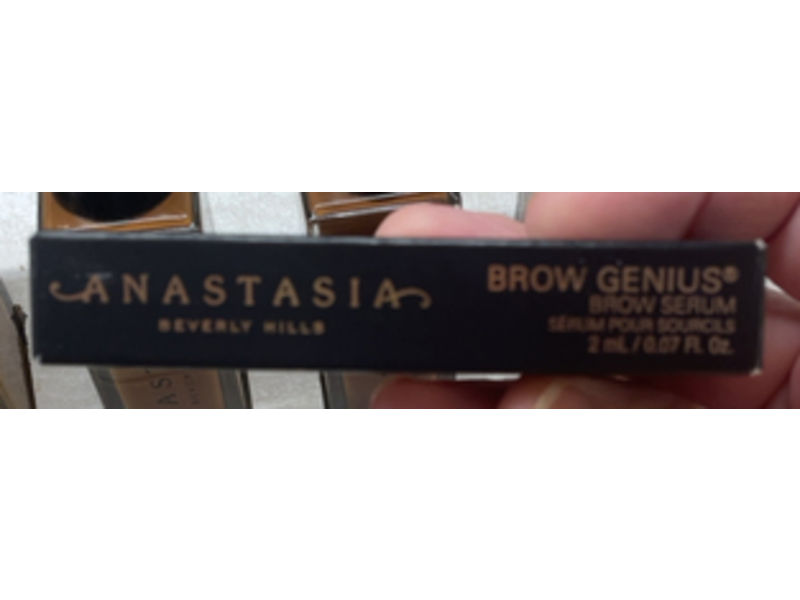 ANASTASIA
BEVERLY HILLS
BROW GENIUS®
BROW SERUM
SÉRUM POUR SOURCILS
2 mL / 0.07 FL. Oz.